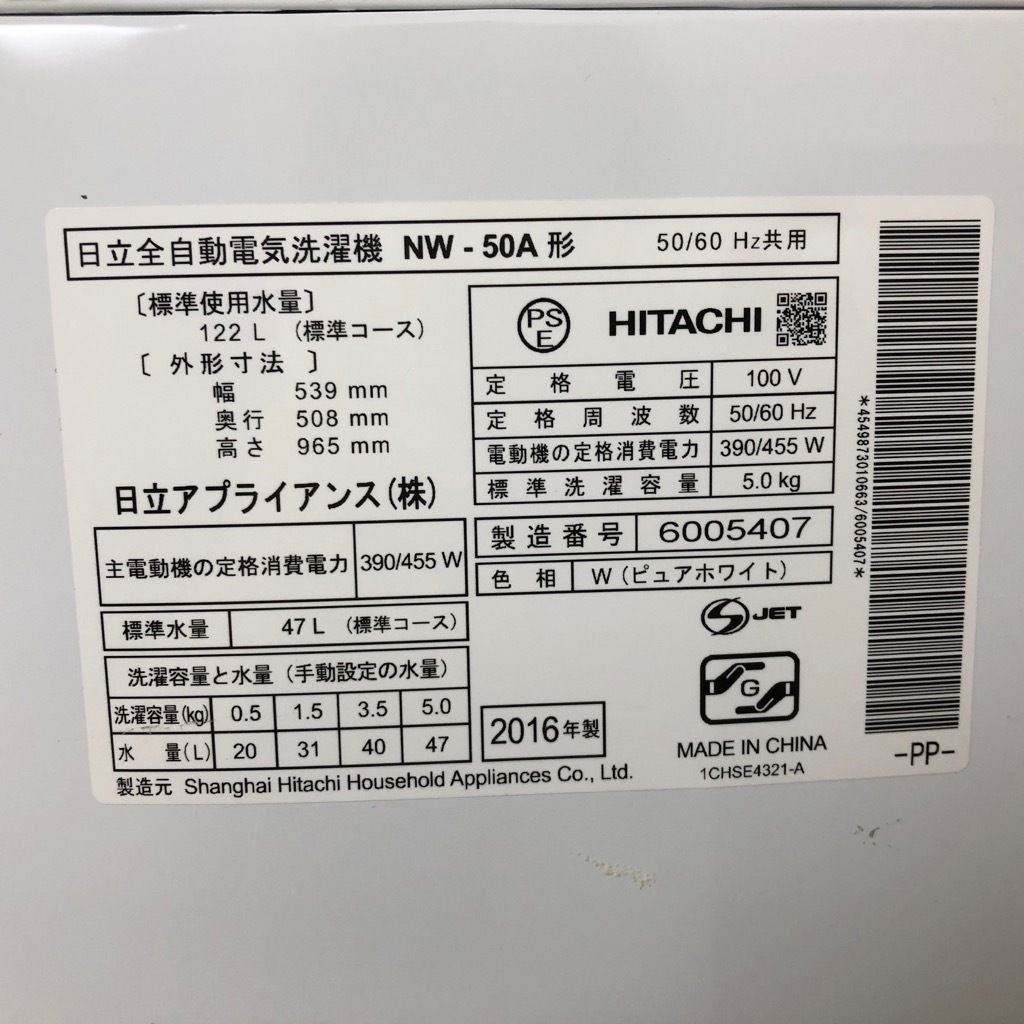 日立全自動電気洗濯機 NW - 50A 形 50/60 Hz共用
〔標準使用水量〕
122 L (標準コース)
〔 外形寸法 〕
幅 539 mm
奥行 508 mm
高さ 965 mm
日立アプライアンス(株)
主電動機の定格消費電力 390/455 W
標準水量 47 L (標準コース)
洗濯容量と水量 (手動設定の水量)
洗濯容量(kg) 0.5 1.5 3.5 5.0
水 量(L) 20 31 40 47
PS
E
HITACHI
定格電圧 100 V
定格周波数 50/60 Hz
電動機の定格消費電力 390/455 W
標準洗濯容量 5.0 kg
製造番号 6005407
色相 W (ピュアホワイト)
S JET
G
2016年製
MADE IN CHINA
1CHSE4321-A
製造元 Shanghai Hitachi Household Appliances Co., Ltd.
*4549873010663/6005407*
-PP-